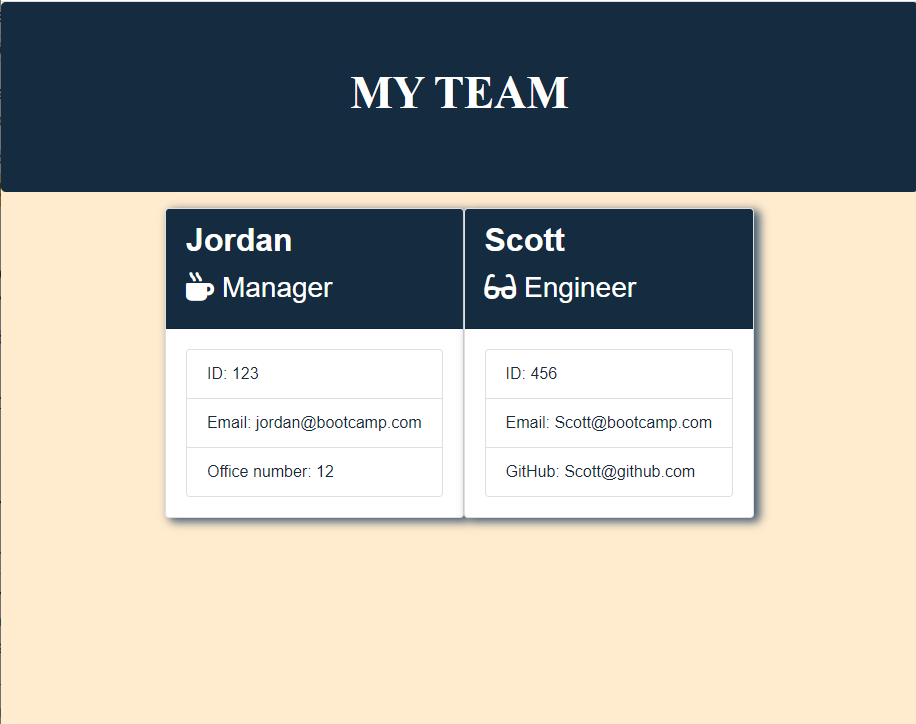 MY TEAM
Jordan
Manager
ID: 123
Email: jordan@bootcamp.com
Office number: 12
Scott
Engineer
ID: 456
Email: Scott@bootcamp.com
GitHub: Scott@github.com